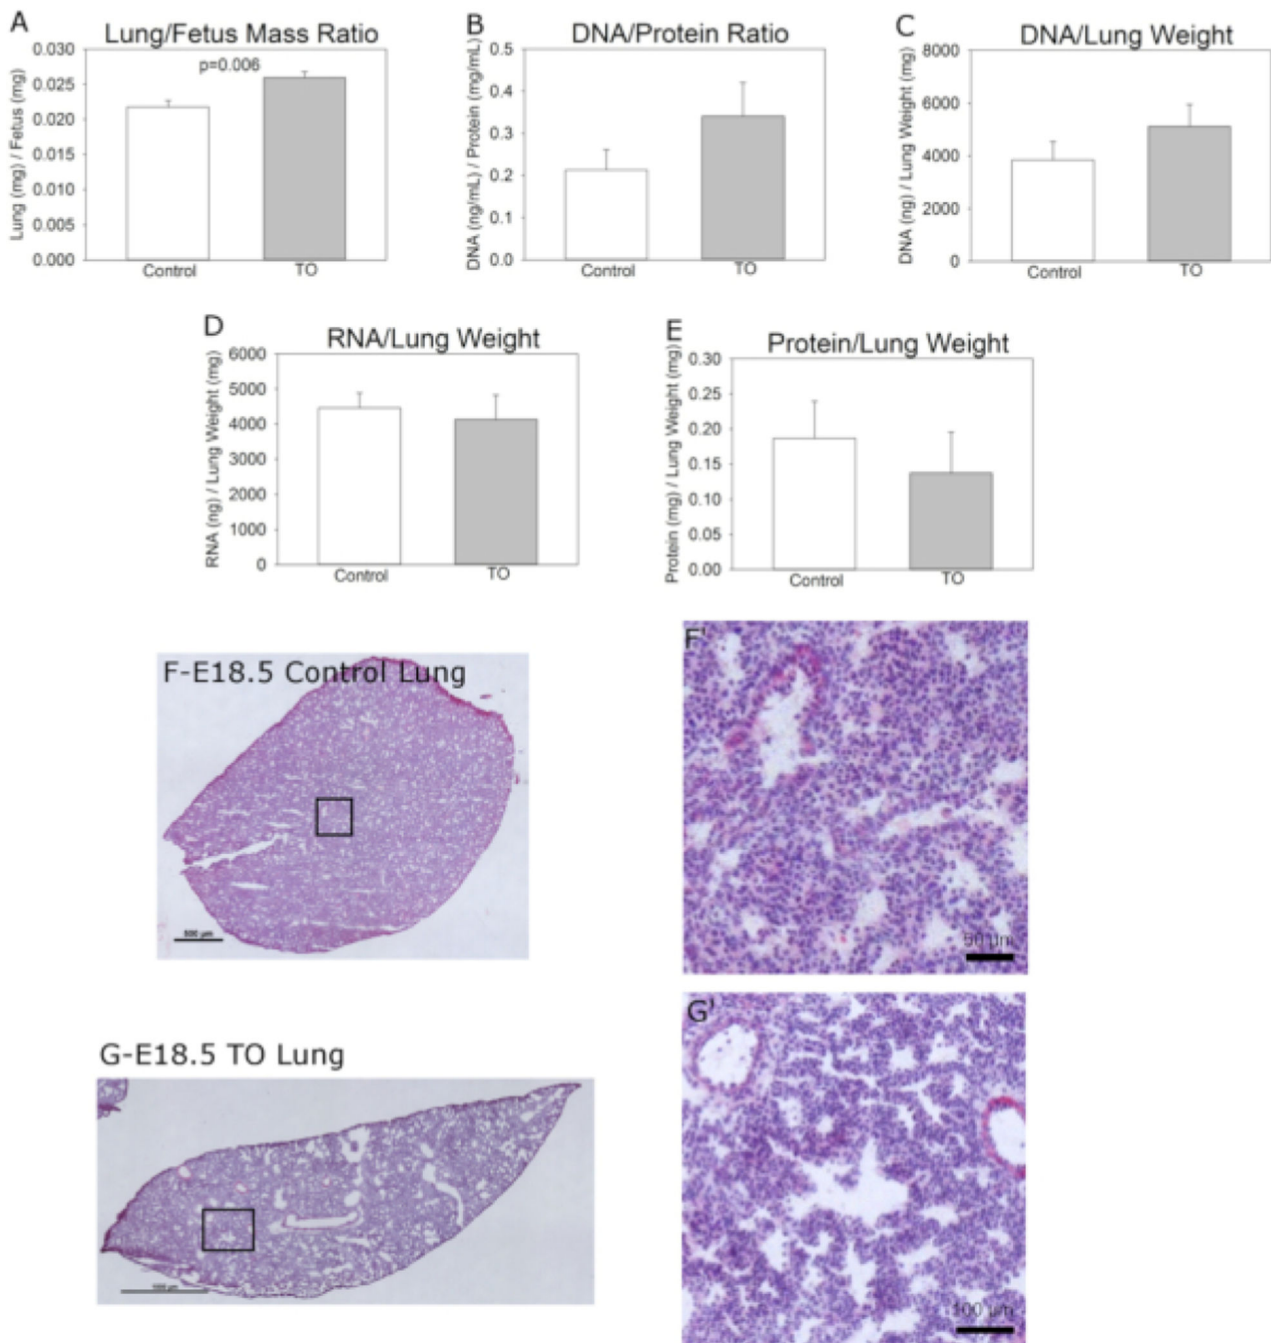 A
Lung/Fetus Mass Ratio
p=0.006
Lung (mg) / Fetus (mg)
0.030
0.025
0.020
0.015
0.010
0.005
0.000
Control
TO
B
DNA/Protein Ratio
DNA (ng/mL) / Protein (mg/mL)
0.5
0.4
0.3
0.2
0.1
0.0
Control
TO
C
DNA/Lung Weight
DNA (ng) / Lung Weight (mg)
8000
6000
4000
2000
0
Control
TO
D
RNA/Lung Weight
RNA (ng) / Lung Weight (mg)
6000
5000
4000
3000
2000
1000
0
Control
TO
E
Protein/Lung Weight
Protein (mg) / Lung Weight (mg)
0.30
0.25
0.20
0.15
0.10
0.05
0.00
Control
TO
F-E18.5 Control Lung
500 µm
F'
50 µm
G-E18.5 TO Lung
G'
100 µm